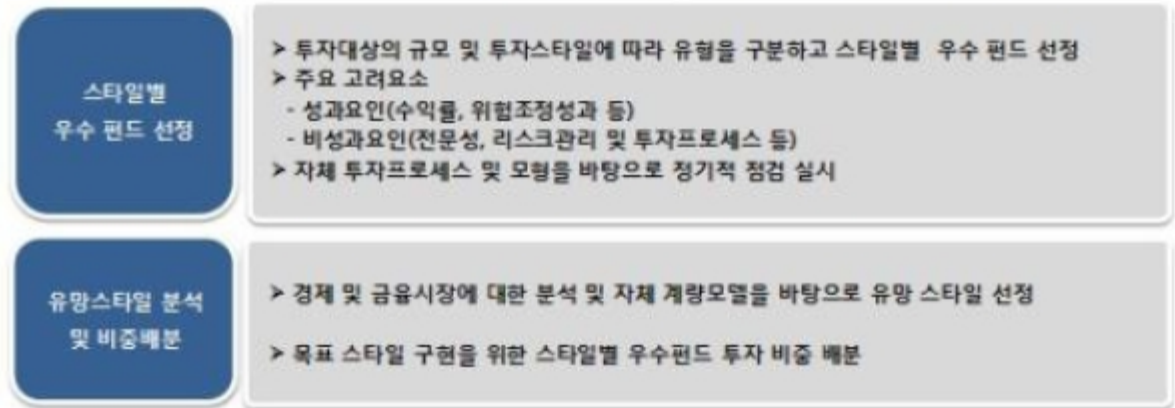 스타일별
우수 펀드 선정
➢ 투자대상의 규모 및 투자스타일에 따라 유형을 구분하고 스타일별 우수 펀드 선정
➢ 주요 고려요소
- 성과요인(수익률, 위험조정성과 등)
- 비성과요인(전문성, 리스크관리 및 투자프로세스 등)
➢ 자체 투자프로세스 및 모형을 바탕으로 정기적 점검 실시
유망스타일 분석
및 비중배분
➢ 경제 및 금융시장에 대한 분석 및 자체 계량모델을 바탕으로 유망 스타일 선정
➢ 목표 스타일 구현을 위한 스타일별 우수펀드 투자 비중 배분